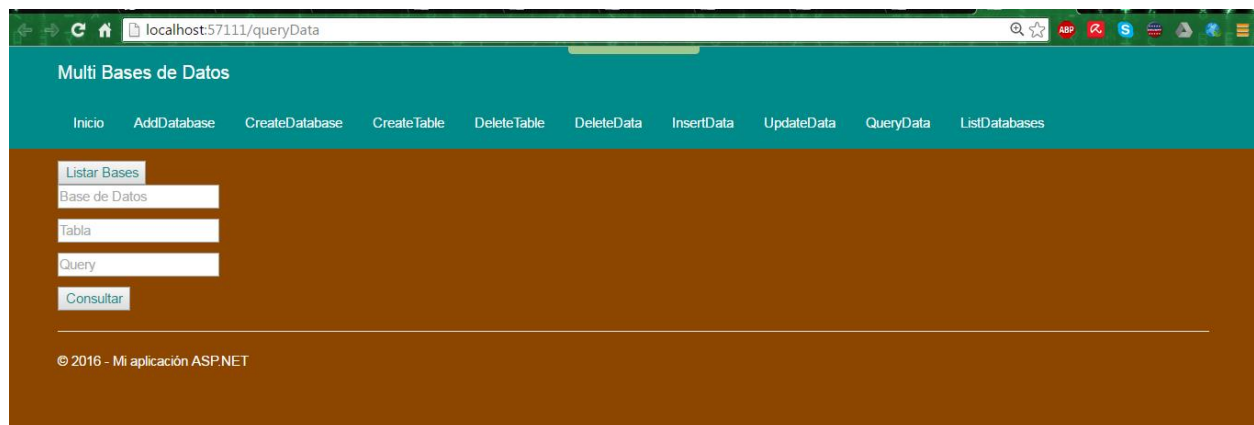 localhost:57111/queryData
ABP
S
Multi Bases de Datos
Inicio AddDatabase CreateDatabase CreateTable DeleteTable DeleteData InsertData UpdateData QueryData ListDatabases
Listar Bases
Base de Datos
Tabla
Query
Consultar
© 2016 - Mi aplicación ASP.NET